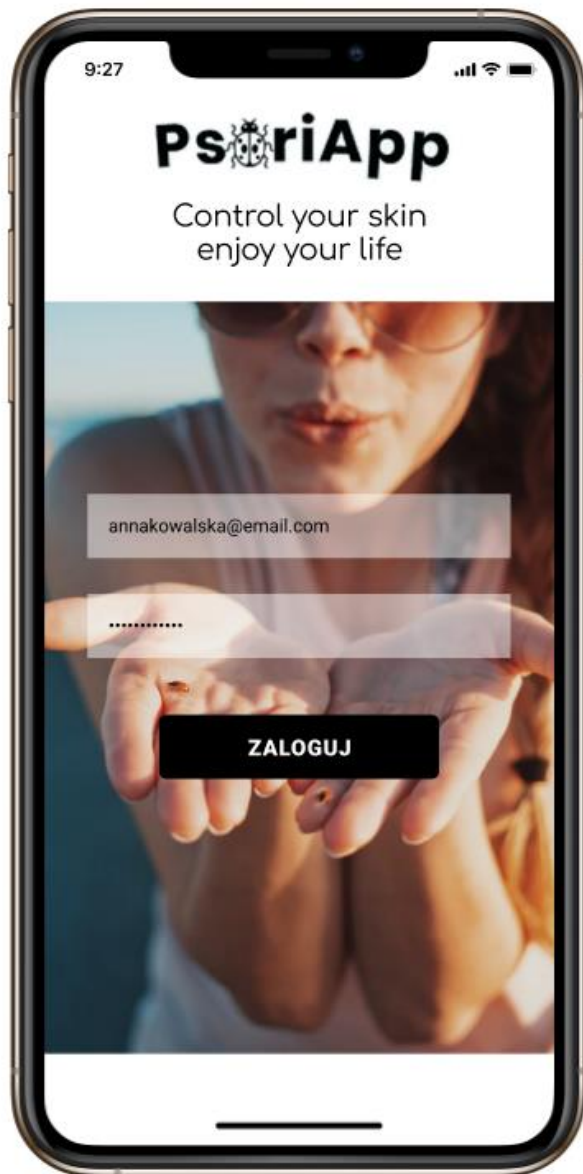 9:27
PsoriApp
Control your skin
enjoy your life
annakowalska@email.com
••••••••••••
ZALOGUJ